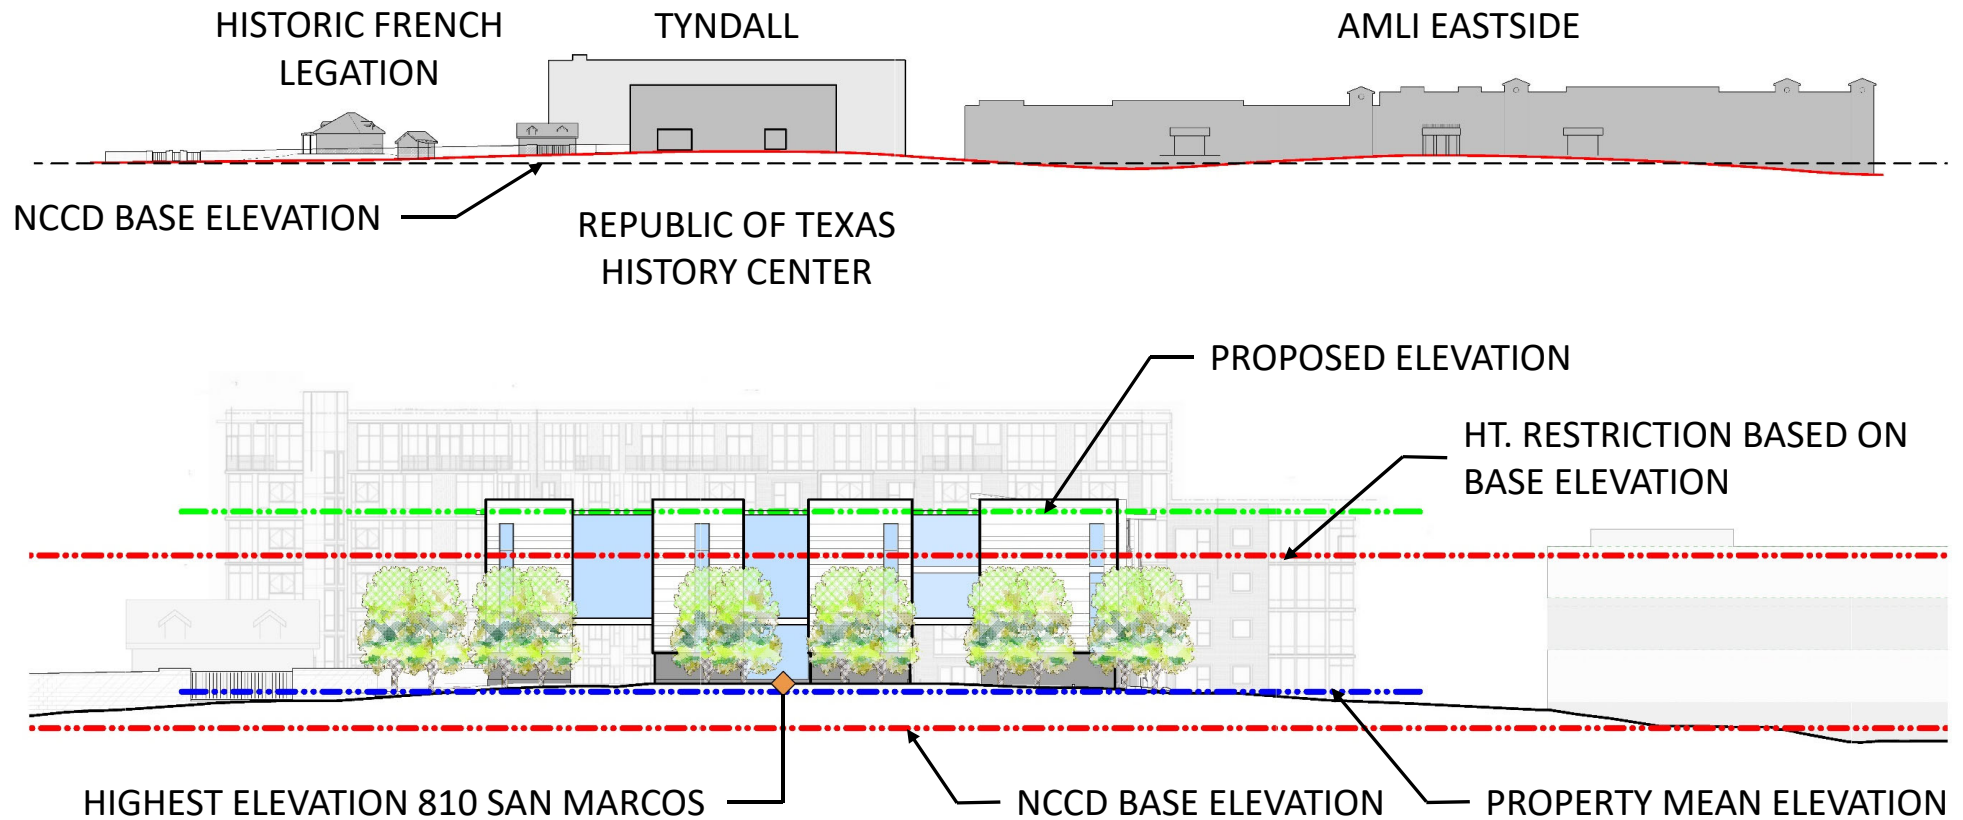 HISTORIC FRENCH
LEGATION
TYNDALL
AMLI EASTSIDE
NCCD BASE ELEVATION
REPUBLIC OF TEXAS
HISTORY CENTER
PROPOSED ELEVATION
HT. RESTRICTION BASED ON
BASE ELEVATION
HIGHEST ELEVATION 810 SAN MARCOS
NCCD BASE ELEVATION
PROPERTY MEAN ELEVATION